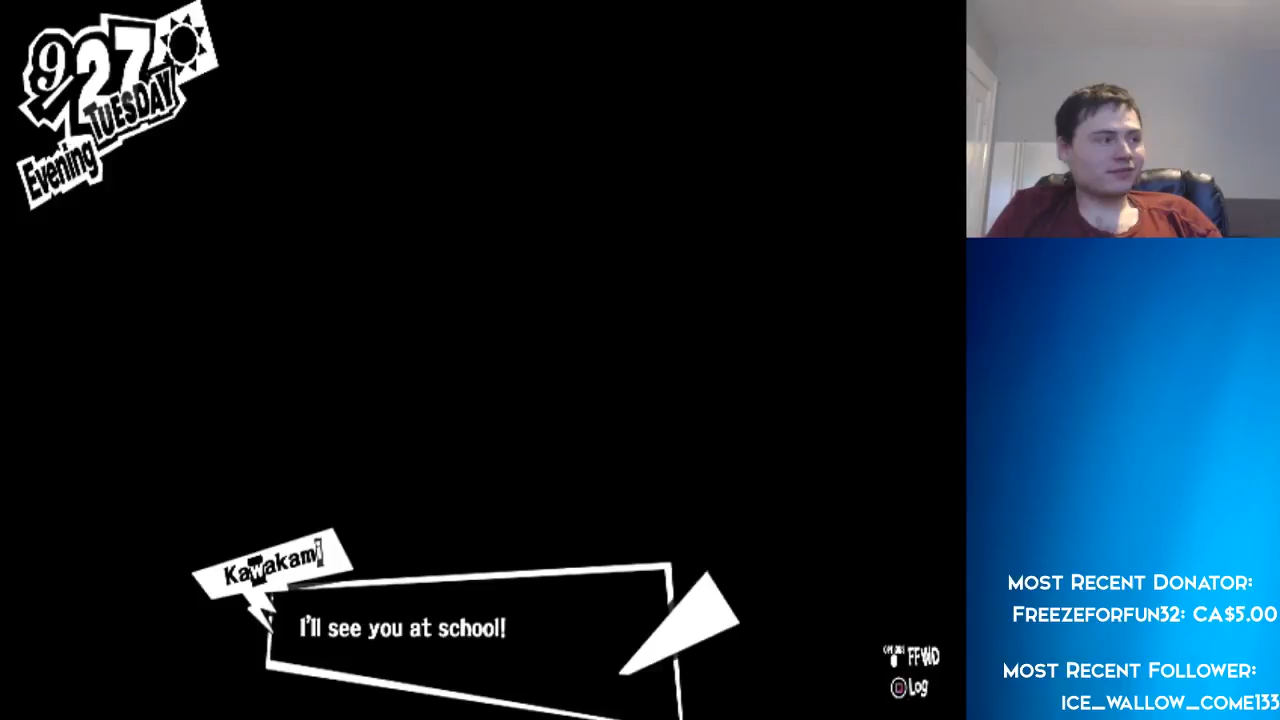 9/27
TUESDAY
Evening
Kawakami
I'll see you at school!
OPTIONS FFWD
Log
MOST RECENT DONATOR:
FREEZEFORFUN32: CA$5.00
MOST RECENT FOLLOWER:
ICE_WALLOW_COME133